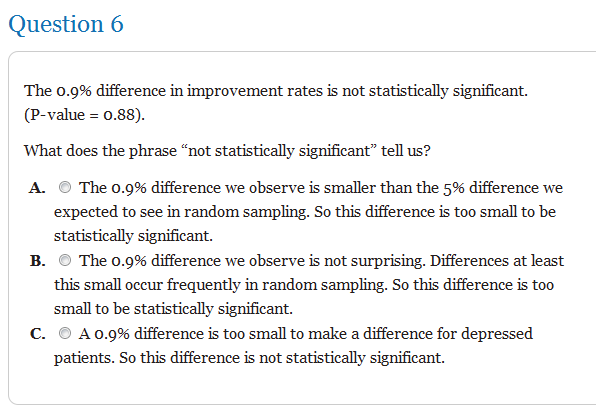 Question 6
The 0.9% difference in improvement rates is not statistically significant.
(P-value = 0.88).
What does the phrase “not statistically significant” tell us?
A. The 0.9% difference we observe is smaller than the 5% difference we
expected to see in random sampling. So this difference is too small to be
statistically significant.
B. The 0.9% difference we observe is not surprising. Differences at least
this small occur frequently in random sampling. So this difference is too
small to be statistically significant.
C. A 0.9% difference is too small to make a difference for depressed
patients. So this difference is not statistically significant.